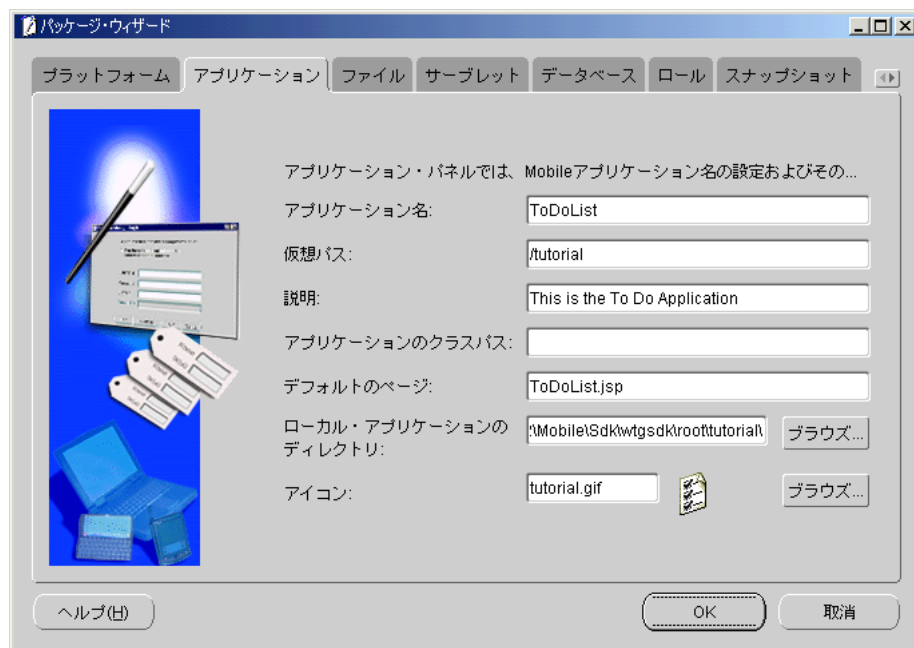 パッケージ・ウィザード
プラットフォーム アプリケーション ファイル サーブレット データベース ロール スナップショット
アプリケーション・パネルでは、Mobileアプリケーション名の設定およびその...
アプリケーション名: ToDoList
仮想パス: /tutorial
説明: This is the To Do Application
アプリケーションのクラスパス:
デフォルトのページ: ToDoList.jsp
ローカル・アプリケーションの
ディレクトリ: :\Mobile\Sdk\wtgsdk\root\tutorial\ ブラウズ...
アイコン: tutorial.gif ブラウズ...
ヘルプ(H) OK 取消